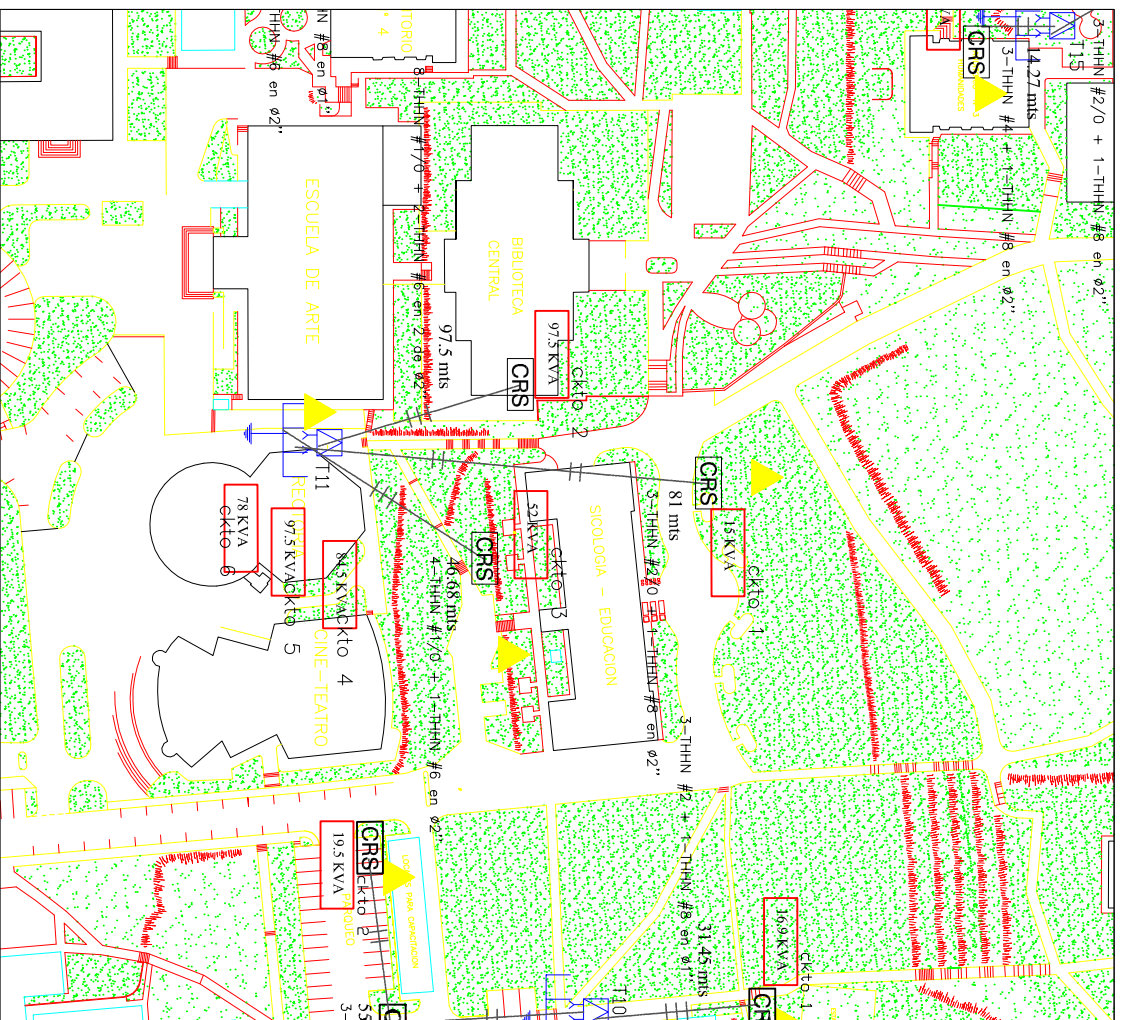 3-THHN #2/0 + 1-THHN #8 en ø2"
T15
14.27 mts
3-THHN #4 + 1-THHN #8 en ø2"
CRS
8-THHN #1/0 + 2-THHN #6 en 2 de ø2"
THHN #6 en ø2"
#8 en ø1"
ESCUELA DE ARTE
BIBLIOTECA
CENTRAL
97.5 KVA
ckto 2
CRS
97.5 mts
T11
CRS
15 KVA
ckto 1
81 mts
3-THHN #2/0 + 1-THHN #8 en ø2"
SICOLOGIA - EDUCACION
52 KVA
ckto 3
CRS
46.68 mts
4-THHN #1/0 + 1-THHN #6 en ø2"
78 KVA
ckto 6
97.5 KVA
ckto 5
84.5 KVA
ckto 4
CINE-TEATRO
3-THHN #2 + 1-THHN #8 en ø1"
31.45 mts
16.9 KVA
ckto 1
T10
CRS
19.5 KVA
ckto 2